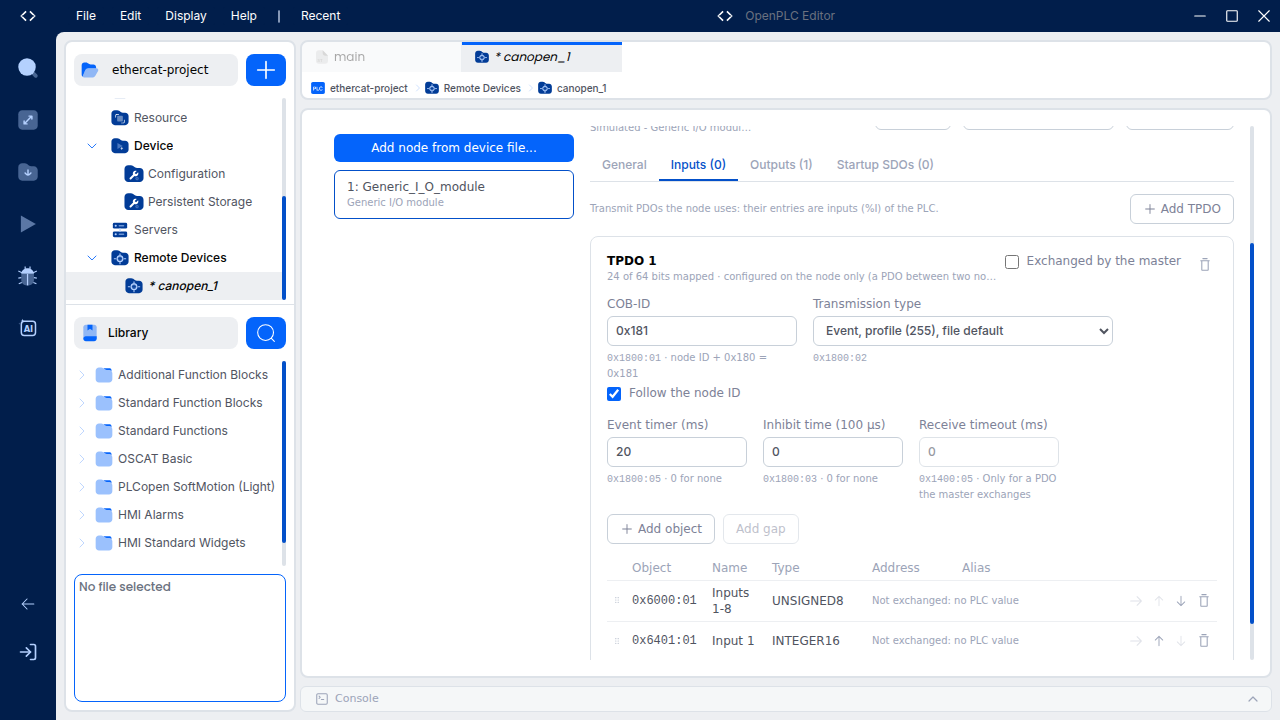 File Edit Display Help | Recent
OpenPLC Editor
ethercat-project
Resource
Device
Configuration
Persistent Storage
Servers
Remote Devices
* canopen_1
Library
Additional Function Blocks
Standard Function Blocks
Standard Functions
OSCAT Basic
PLCopen SoftMotion (Light)
HMI Alarms
HMI Standard Widgets
No file selected
AI
main
* canopen_1
PLC ethercat-project Remote Devices canopen_1
Add node from device file...
1: Generic_I_O_module
Generic I/O module
Simulated - Generic I/O modul...
General Inputs (0) Outputs (1) Startup SDOs (0)
Transmit PDOs the node uses: their entries are inputs (%I) of the PLC.
Add TPDO
TPDO 1
24 of 64 bits mapped · configured on the node only (a PDO between two no...
Exchanged by the master
COB-ID Transmission type
0x181 Event, profile (255), file default
0x1800:01 · node ID + 0x180 = 0x1800:02
0x181
Follow the node ID
Event timer (ms) Inhibit time (100 µs) Receive timeout (ms)
20 0 0
0x1800:05 · 0 for none 0x1800:03 · 0 for none 0x1400:05 · Only for a PDO
the master exchanges
Add object Add gap
Object Name Type Address Alias
0x6000:01 Inputs 1-8 UNSIGNED8 Not exchanged: no PLC value
0x6401:01 Input 1 INTEGER16 Not exchanged: no PLC value
Console